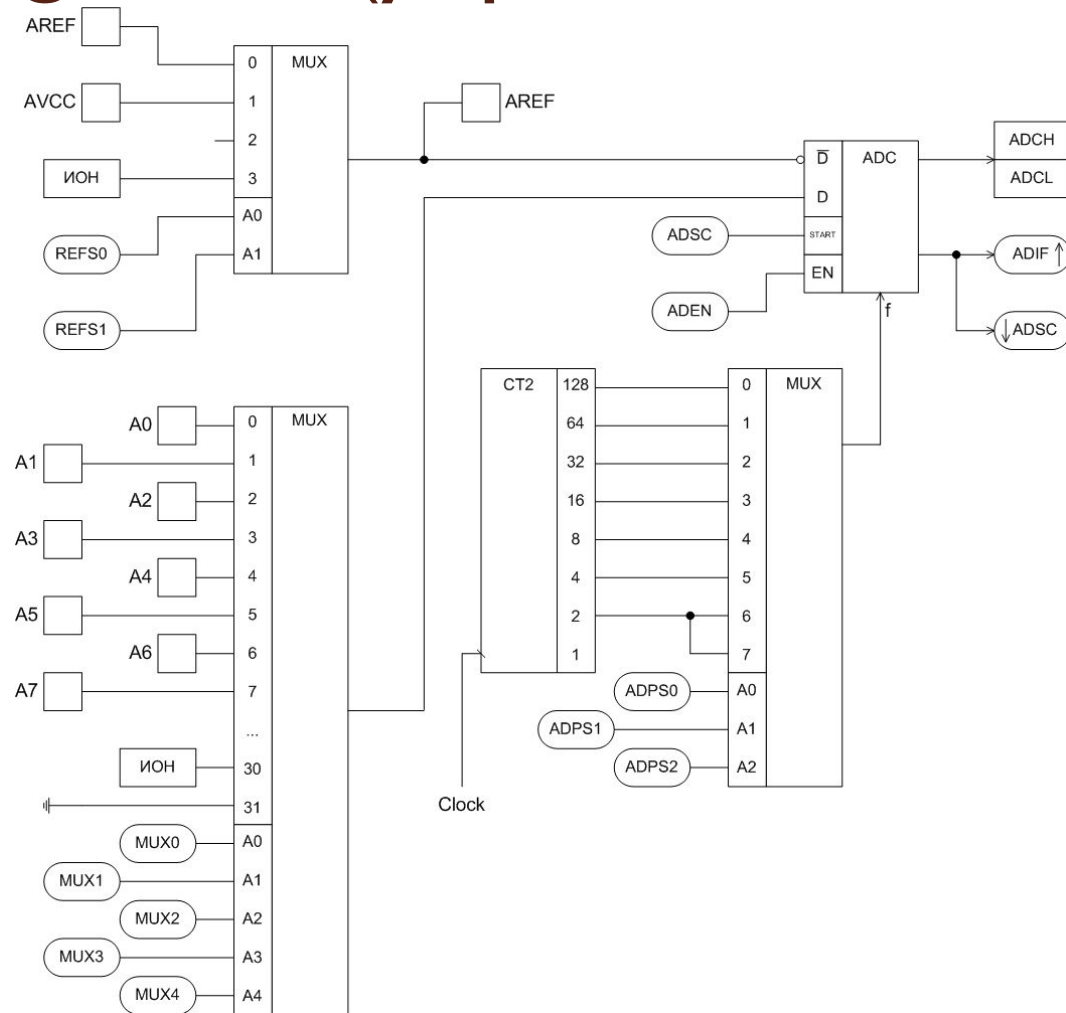 AREF
0 MUX
AVCC
1
AREF
2
ИОН
3
A0
REFS0
A1
REFS1
D ADC
D
ADSC
START
EN
ADEN
f
ADCH
ADCL
ADIF ↑
↓ ADSC
A0
0 MUX
A1
1
A2
2
A3
3
A4
4
A5
5
A6
6
A7
7
...
ИОН
30
31
MUX0
A0
MUX1
A1
MUX2
A2
MUX3
A3
MUX4
A4
CT2 128
64
32
16
8
4
2
1
Clock
0 MUX
1
2
3
4
5
6
7
ADPS0
A0
ADPS1
A1
ADPS2
A2